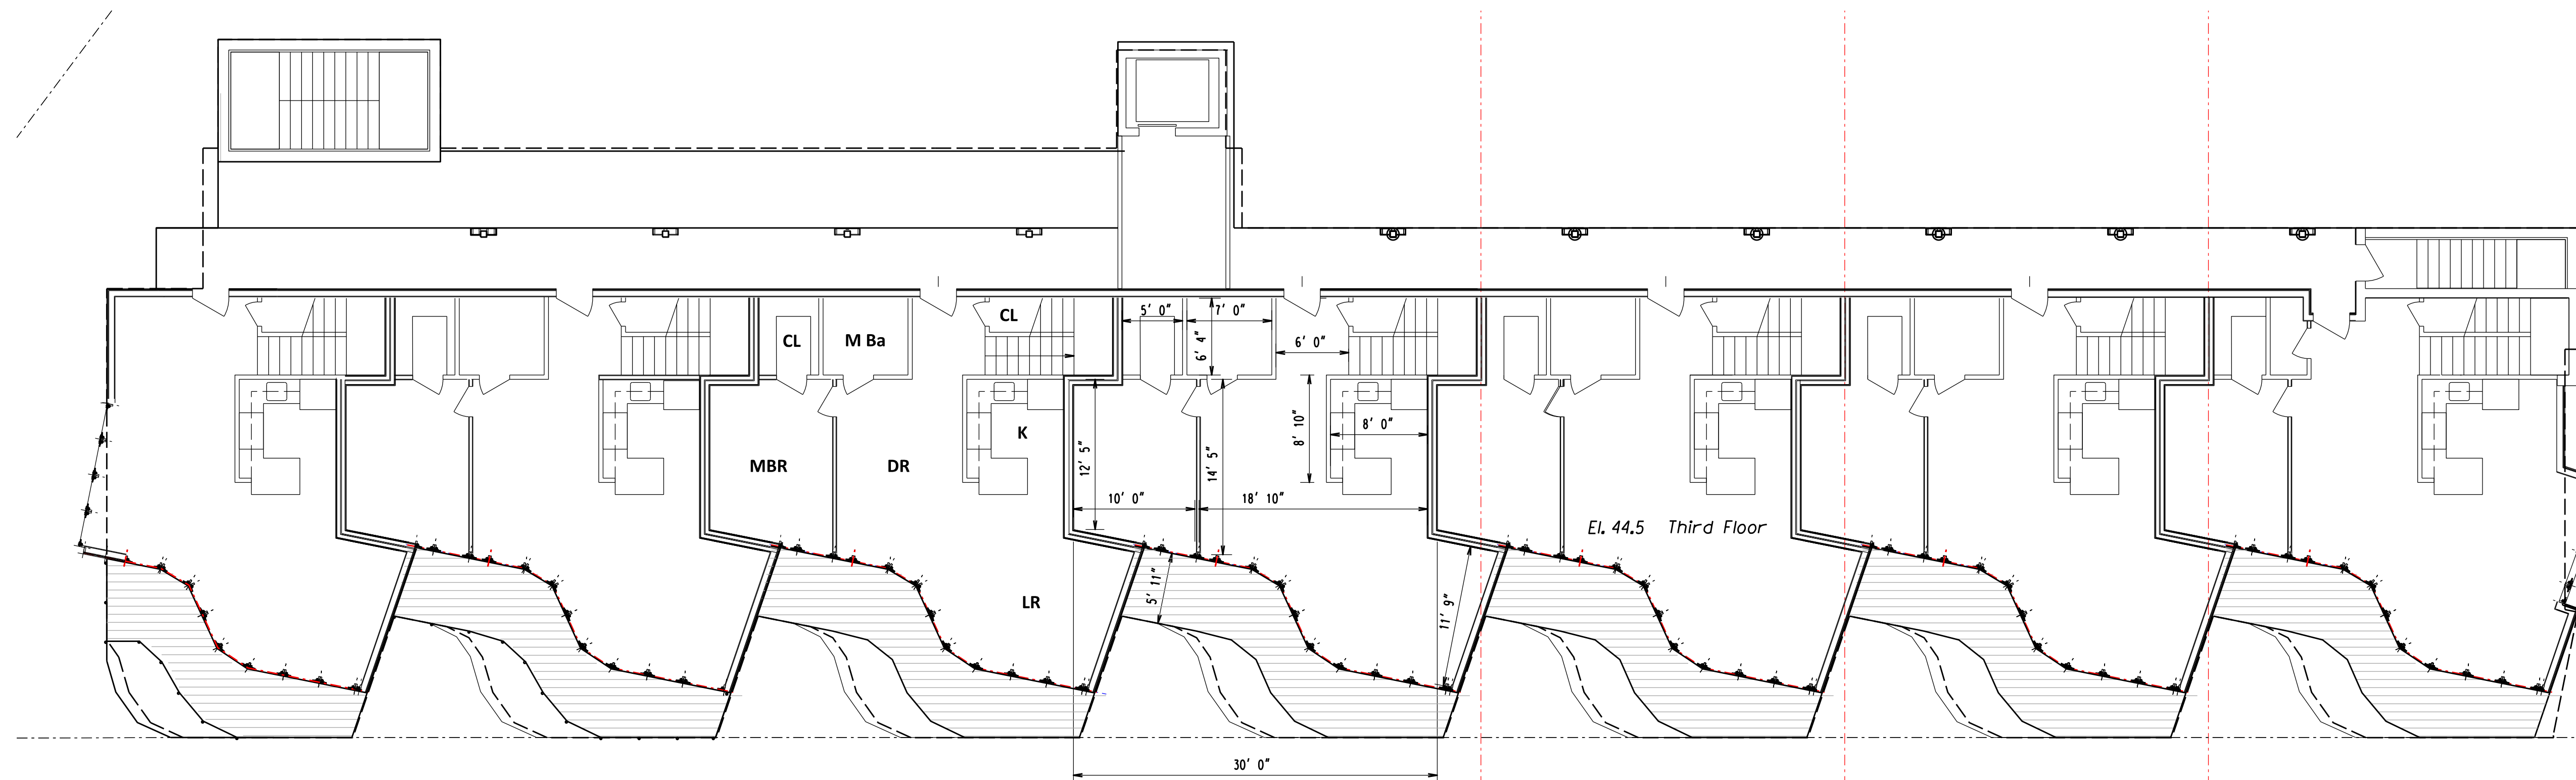 CL
5' 0"
7' 0"
CL
M Ba
6' 4"
6' 0"
12' 5"
8' 10"
8' 0"
K
14' 5"
MBR
DR
10' 0"
18' 10"
El. 44.5 Third Floor
5' 11"
11' 9"
LR
30' 0"